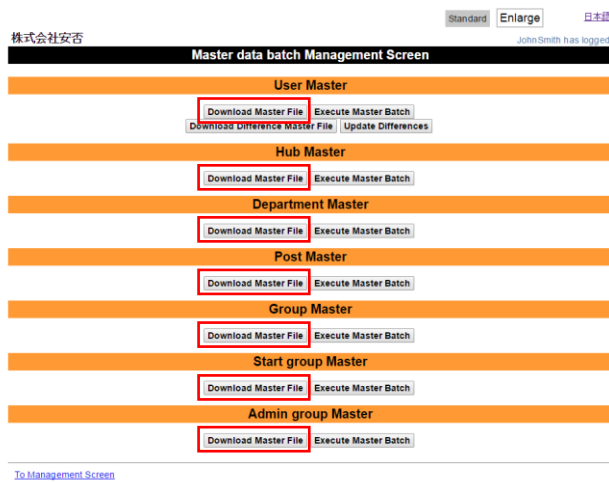 Standard Enlarge 日本語
株式会社安否
JohnSmith has logged
Master data batch Management Screen
User Master
Download Master File Execute Master Batch
Download Difference Master File Update Differences
Hub Master
Download Master File Execute Master Batch
Department Master
Download Master File Execute Master Batch
Post Master
Download Master File Execute Master Batch
Group Master
Download Master File Execute Master Batch
Start group Master
Download Master File Execute Master Batch
Admin group Master
Download Master File Execute Master Batch
To Management Screen